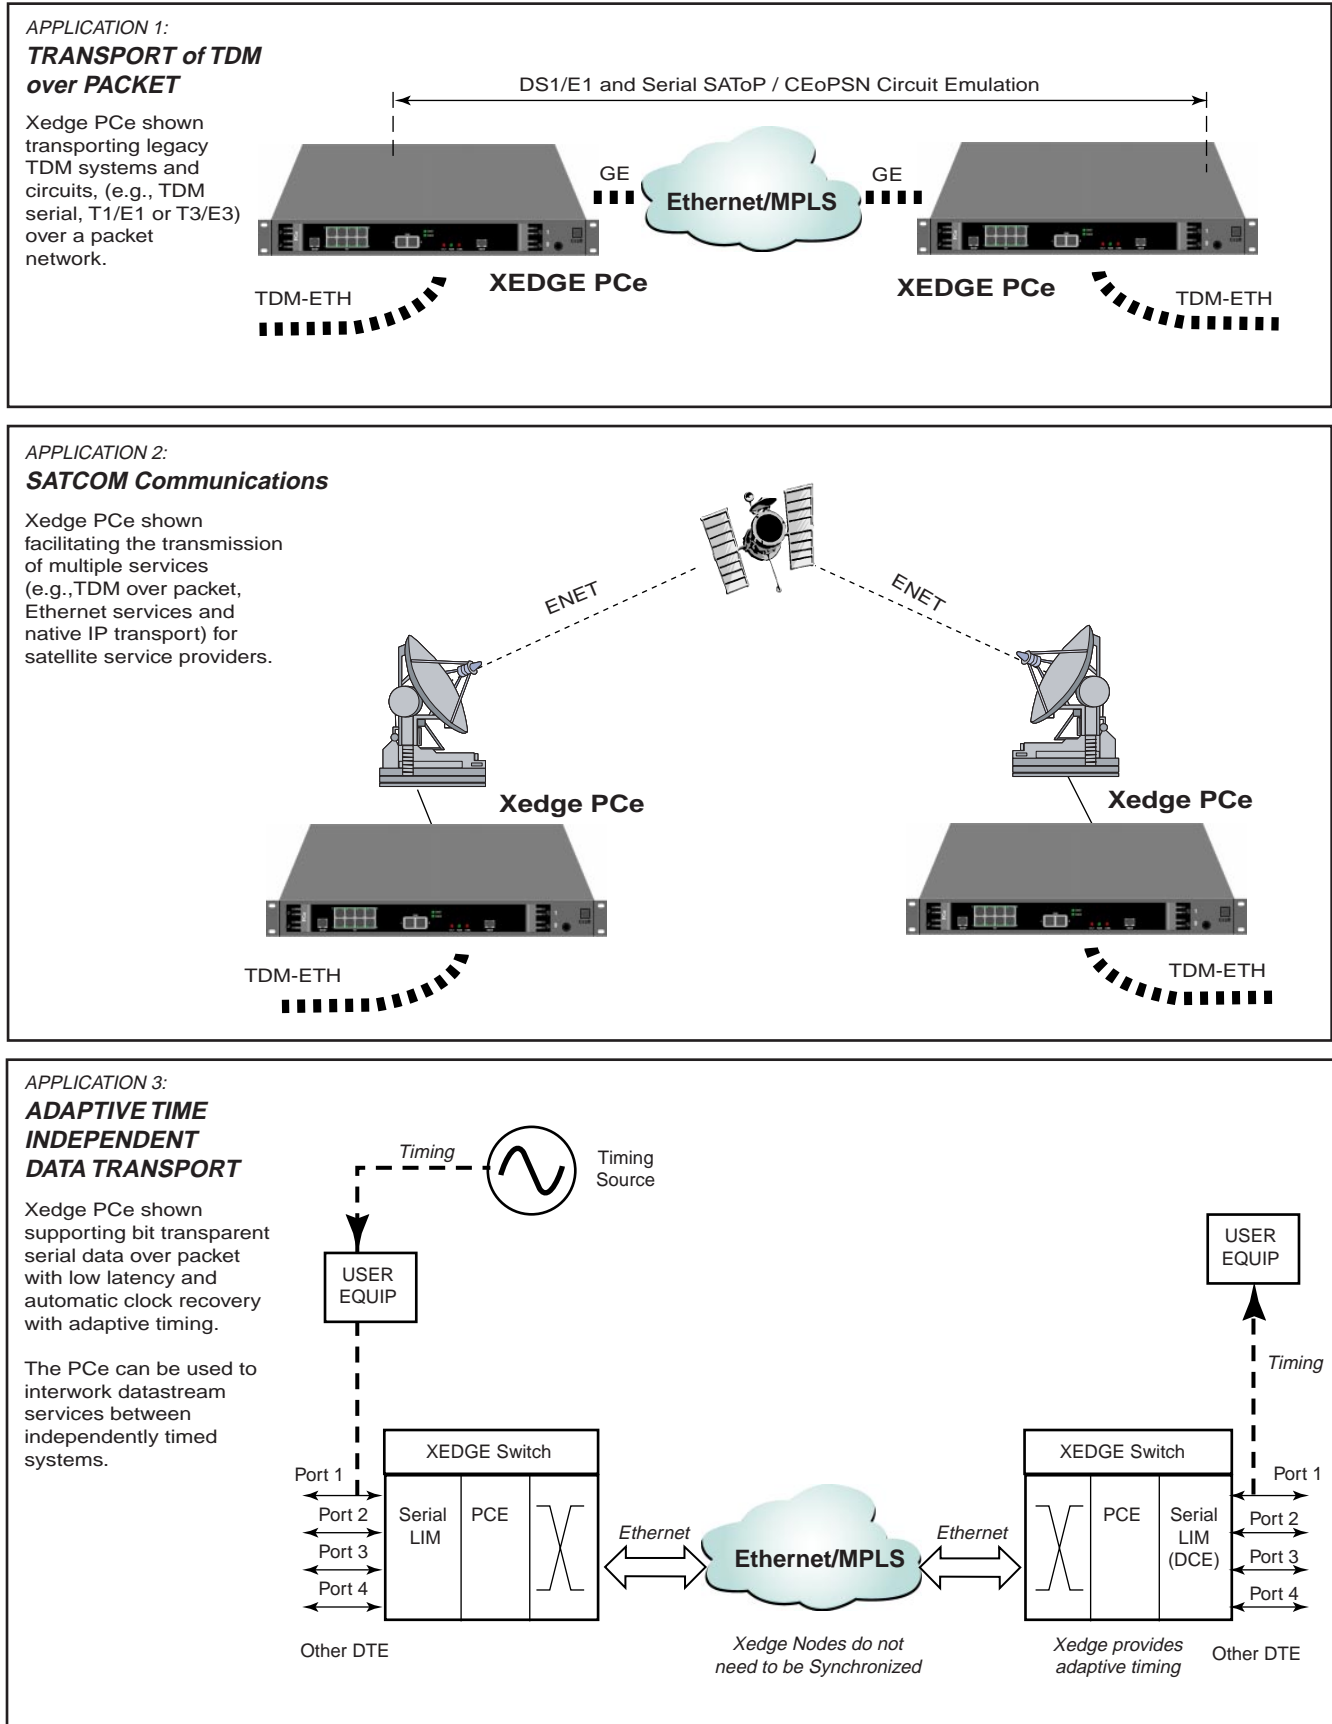 APPLICATION 1:
TRANSPORT of TDM
over PACKET
Xedge PCe shown
transporting legacy
TDM systems and
circuits, (e.g., TDM
serial, T1/E1 or T3/E3)
over a packet
network.
DS1/E1 and Serial SAToP / CEoPSN Circuit Emulation
GE
Ethernet/MPLS
GE
XEDGE PCe
XEDGE PCe
TDM-ETH
TDM-ETH
APPLICATION 2:
SATCOM Communications
Xedge PCe shown
facilitating the transmission
of multiple services
(e.g.,TDM over packet,
Ethernet services and
native IP transport) for
satellite service providers.
ENET
ENET
Xedge PCe
Xedge PCe
TDM-ETH
TDM-ETH
APPLICATION 3:
ADAPTIVE TIME
INDEPENDENT
DATA TRANSPORT
Xedge PCe shown
supporting bit transparent
serial data over packet
with low latency and
automatic clock recovery
with adaptive timing.
The PCe can be used to
interwork datastream
services between
independently timed
systems.
Timing
Timing
Source
USER
EQUIP
USER
EQUIP
Timing
XEDGE Switch
Port 1
Port 2
Port 3
Port 4
Serial
LIM
PCE
Other DTE
Ethernet
Ethernet/MPLS
Ethernet
Xedge Nodes do not
need to be Synchronized
XEDGE Switch
PCE
Serial
LIM
(DCE)
Port 1
Port 2
Port 3
Port 4
Xedge provides
adaptive timing
Other DTE